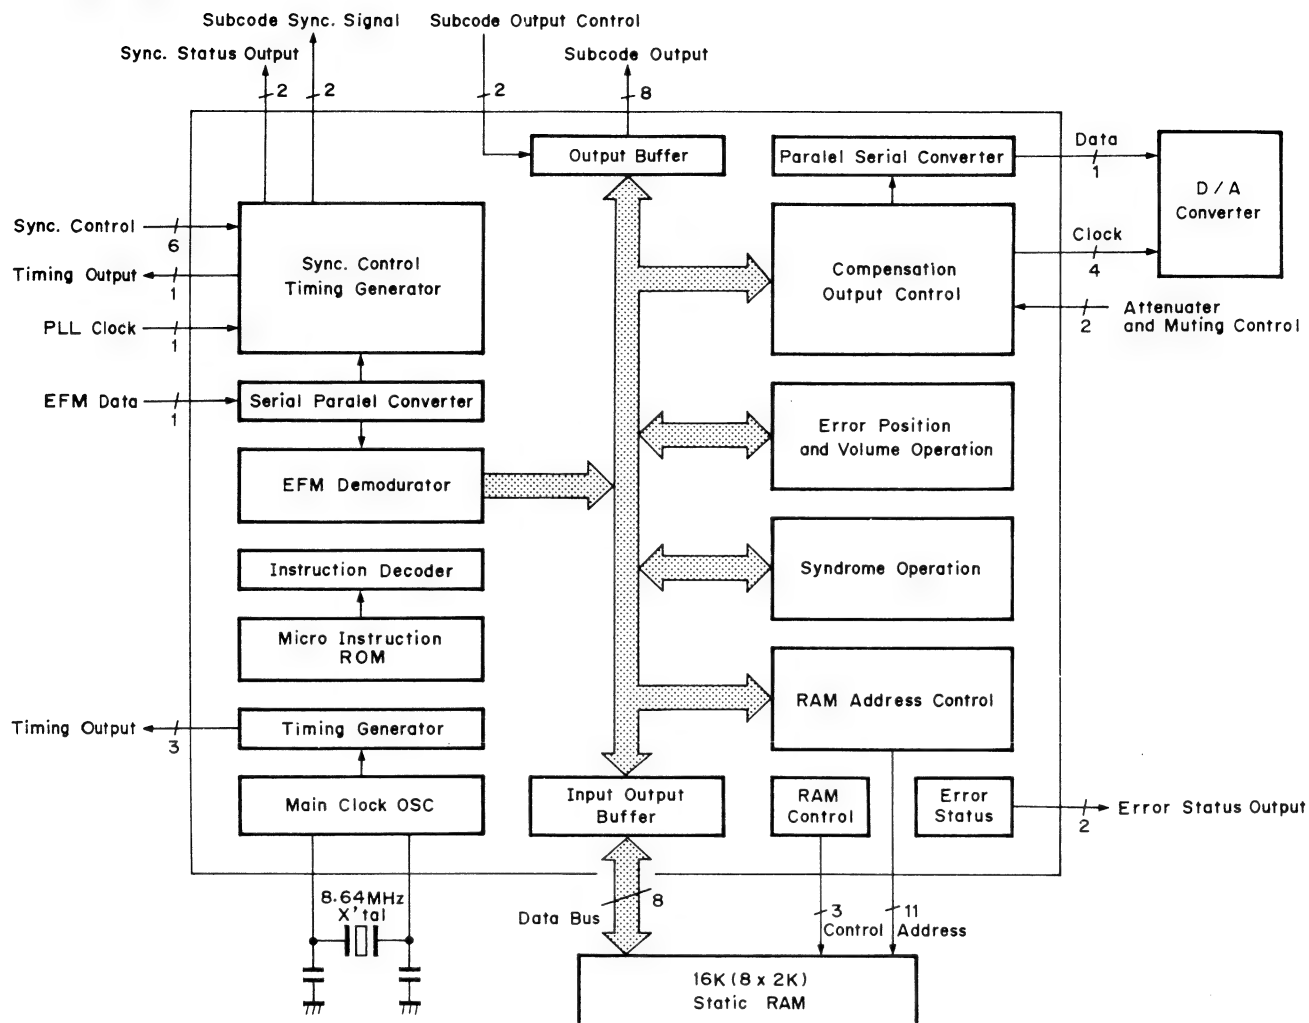 Subcode Sync. Signal
Subcode Output Control
Sync. Status Output
Subcode Output
2
2
2
8
Output Buffer
Paralel Serial Converter
Data
1
D/A
Converter
Sync. Control
6
Timing Output
1
PLL Clock
1
Sync. Control
Timing Generator
Compensation
Output Control
Clock
4
2
Attenuater
and Muting Control
EFM Data
1
Serial Paralel Converter
Error Position
and Volume Operation
EFM Demodurator
Instruction Decoder
Syndrome Operation
Micro Instruction
ROM
RAM Address Control
Timing Output
3
Timing Generator
Main Clock OSC
Input Output
Buffer
RAM
Control
Error
Status
2
Error Status Output
8.64MHz
X'tal
Data Bus
8
3
11
Control Address
16K (8 x 2K)
Static RAM